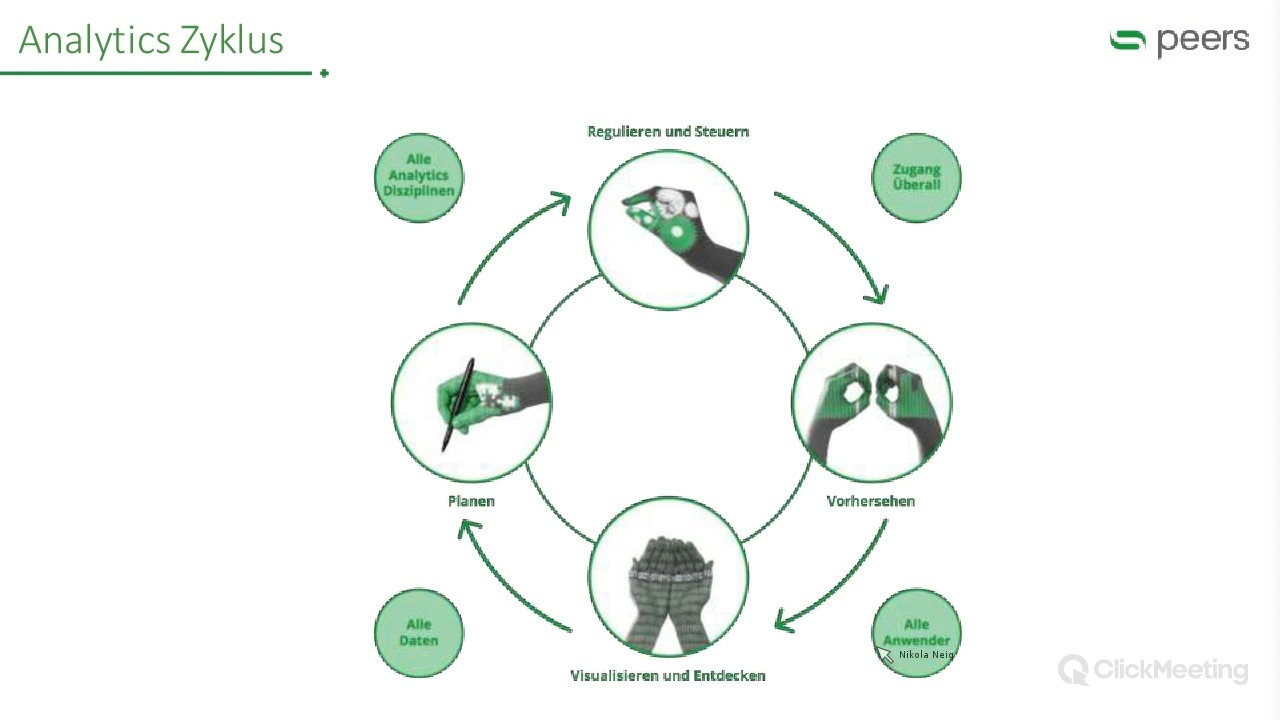 Analytics Zyklus
peers
Regulieren und Steuern
Alle
Analytics
Disziplinen
Zugang
Überall
Planen
Vorhersehen
Alle
Daten
Alle
Anwender
Nikola Neig
Visualisieren und Entdecken
ClickMeeting